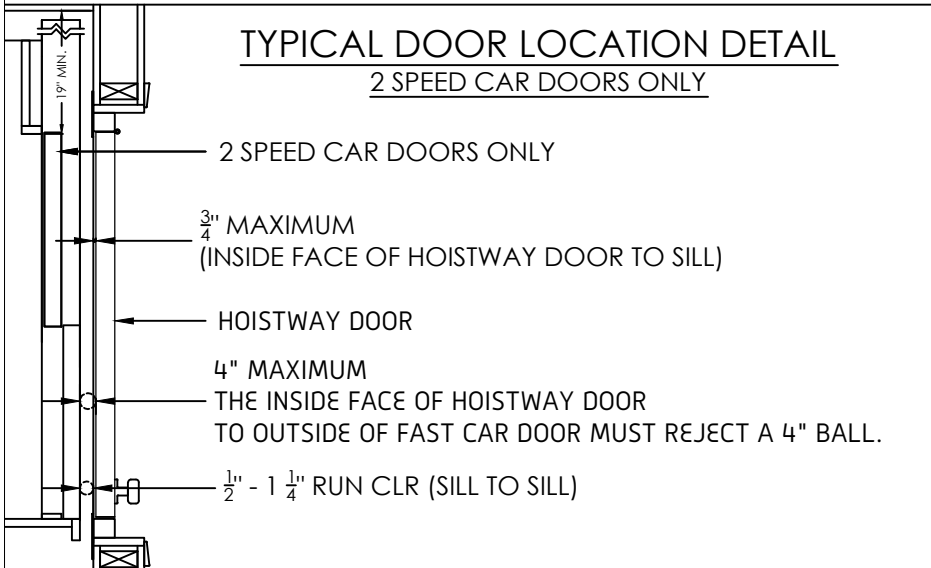 TYPICAL DOOR LOCATION DETAIL
2 SPEED CAR DOORS ONLY
19" MIN.
2 SPEED CAR DOORS ONLY
3/4" MAXIMUM
(INSIDE FACE OF HOISTWAY DOOR TO SILL)
HOISTWAY DOOR
4" MAXIMUM
THE INSIDE FACE OF HOISTWAY DOOR
TO OUTSIDE OF FAST CAR DOOR MUST REJECT A 4" BALL.
1/2" - 1 1/4" RUN CLR (SILL TO SILL)